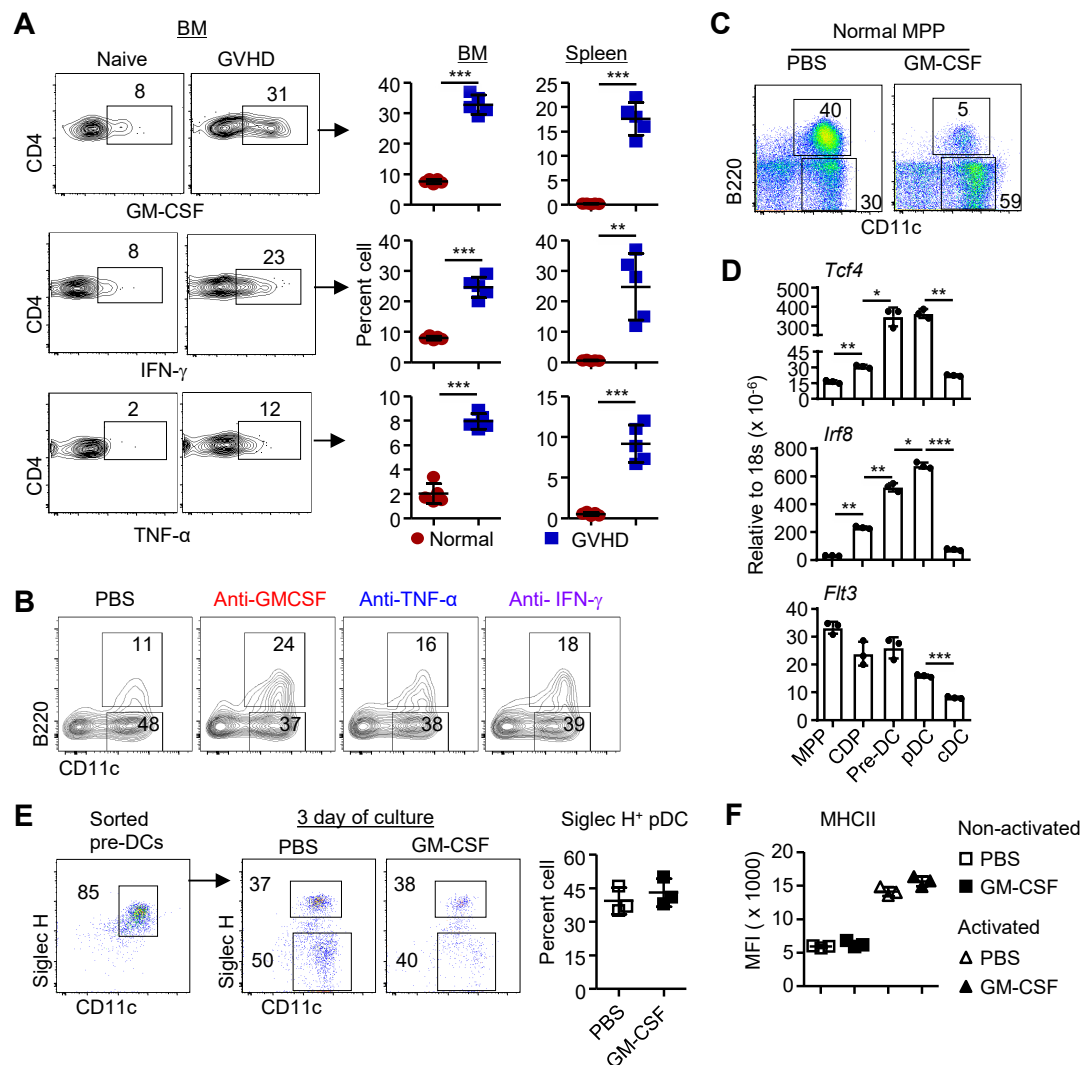 A
BM
Naive
GVHD
8
31
CD4
GM-CSF
8
23
CD4
IFN-γ
2
12
CD4
TNF-α
BM
Spleen
***
40
30
20
10
0
***
25
20
15
10
5
0
Percent cell
***
40
30
20
10
0
**
40
30
20
10
0
***
10
8
6
4
2
0
***
15
10
5
0
Normal
GVHD
B
PBS
Anti-GMCSF
Anti-TNF-α
Anti- IFN-γ
11
24
16
18
48
37
38
39
B220
CD11c
C
Normal MPP
PBS
GM-CSF
40
5
30
59
B220
CD11c
D
Relative to 18s (x 10-6)
Tcf4
500
400
300
45
30
15
0
**
*
**
Irf8
800
600
400
200
0
**
**
*
***
Flt3
40
30
20
10
0
***
MPP
CDP
Pre-DC
pDC
cDC
E
Sorted
pre-DCs
85
Siglec H
CD11c
3 day of culture
PBS
GM-CSF
37
38
50
40
Siglec H
CD11c
Siglec H+ pDC
Percent cell
60
45
30
15
0
PBS
GM-CSF
F
MHCII
MFI ( x 1000)
20
15
10
5
0
Non-activated
PBS
GM-CSF
Activated
PBS
GM-CSF